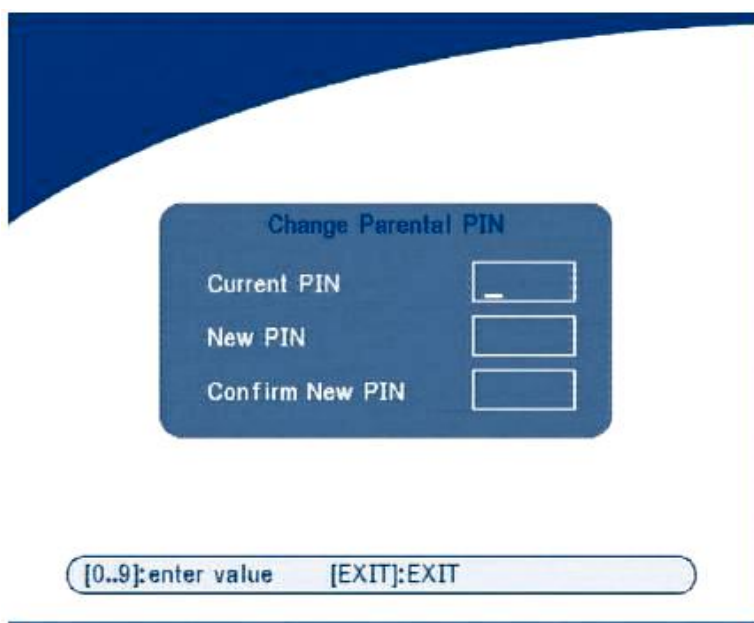 Change Parental PIN
Current PIN
New PIN
Confirm New PIN
[0..9]:enter value [EXIT]:EXIT